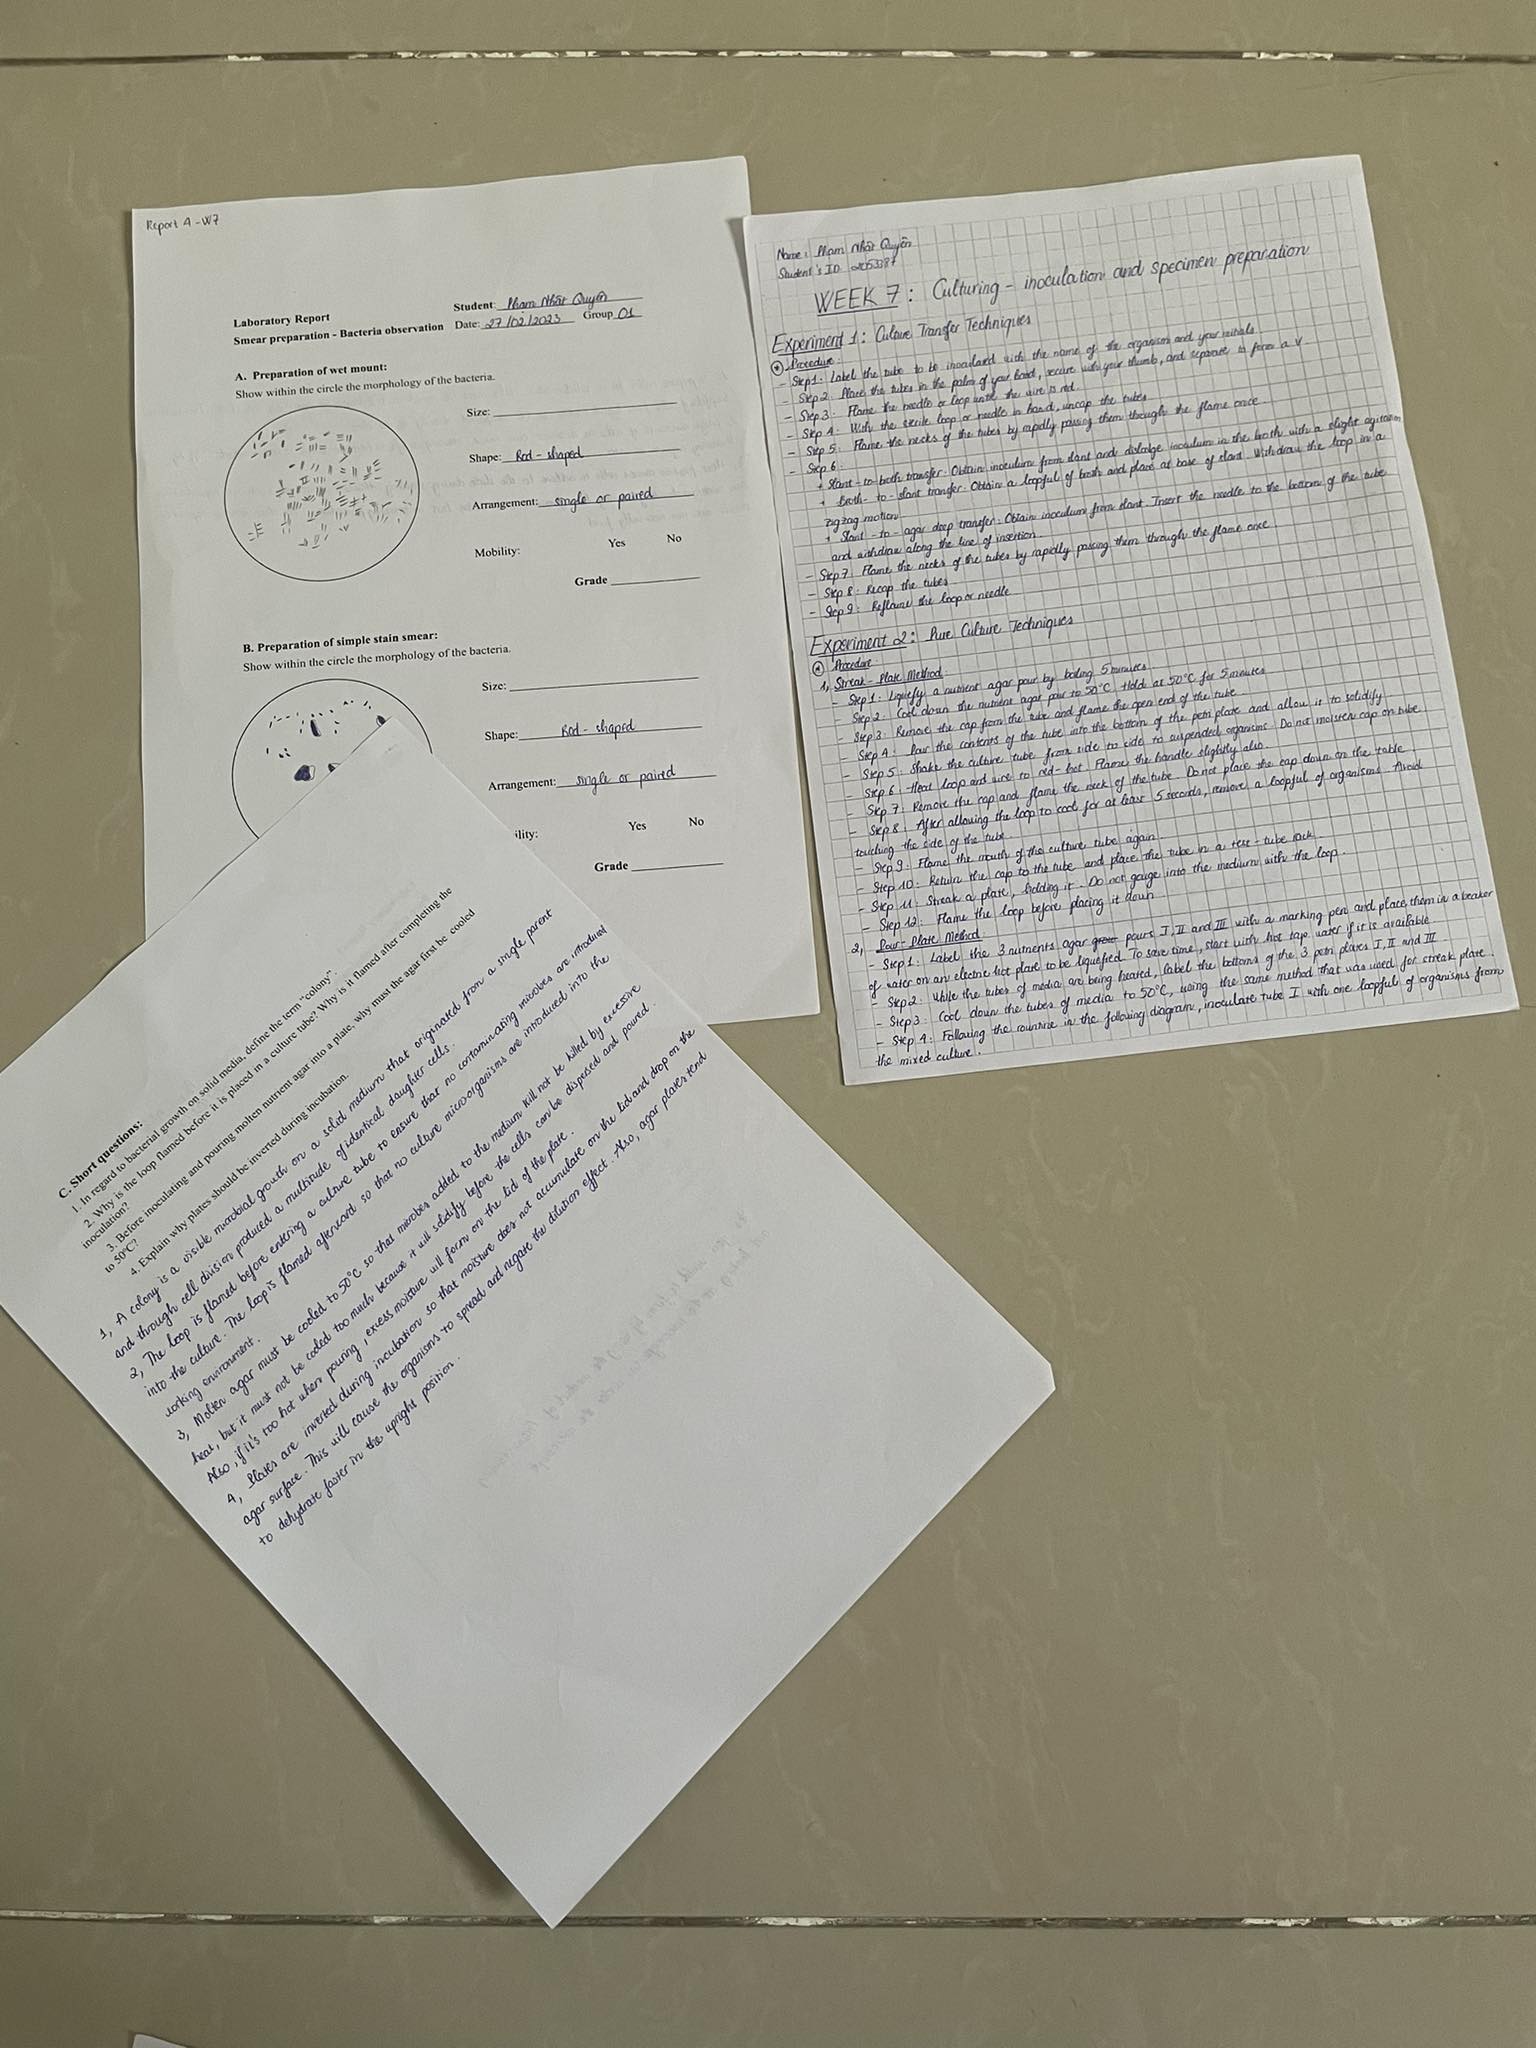 Report 4 - W7
Student: Phạm Nhất Quyên
Laboratory Report
Smear preparation - Bacteria observation Date: 27/02/2023 Group 01
A. Preparation of wet mount:
Show within the circle the morphology of the bacteria.
Size:
Shape: Rod - shaped
Arrangement: single or paired
Mobility: Yes No
Grade
B. Preparation of simple stain smear:
Show within the circle the morphology of the bacteria.
Size:
Shape: Rod - shaped
Arrangement: single or paired
ility: Yes No
Grade
Name: Phạm Nhất Quyên
Student's ID
WEEK 7: Culturing - inoculation and specimen preparation
Experiment 1: Culture Transfer Techniques
Procedure:
- Step 1: Label the tube to be inoculated with the name of the organism and your initials.
- Step 2: Place the tubes in the palm of your hand, secure with your thumb, and separate to form a V
- Step 3: Flame the needle or loop until the wire is red.
- Step 4: With the sterile loop or needle in hand, uncap the tubes
- Step 5: Flame the necks of the tubes by rapidly passing them through the flame once.
- Step 6:
+ Slant-to-broth transfer: Obtain inoculum from slant and dislodge inoculum in the broth with a slight agitation
+ Broth-to-slant transfer: Obtain a loopful of broth and place at base of slant. Withdraw the loop in a
zigzag motion
+ Slant-to-agar deep transfer: Obtain inoculum from slant. Insert the needle to the bottom of the tube
and withdraw along the line of insertion.
- Step 7: Flame the necks of the tubes by rapidly passing them through the flame once.
- Step 8: Recap the tubes
- Step 9: Reflame the loop or needle
Experiment 2: Pure Culture Techniques
Procedure
1, Streak-Plate Method
- Step 1: Liquefy a nutrient agar pour by boiling 5 minutes.
- Step 2: Cool down the nutrient agar pour to 50°C. Hold at 50°C for 5 minutes
- Step 3: Remove the cap from the tube and flame the open end of the tube
- Step 4: Pour the contents of the tube into the bottom of the petri plate and allow it to solidify
- Step 5: Shake the culture tube from side to side to suspended organisms. Do not moisten cap on tube
- Step 6: Heat loop and wire to red-hot. Flame the handle slightly also.
- Step 7: Remove the cap and flame the neck of the tube. Do not place the cap down on the table
- Step 8: After allowing the loop to cool for at least 5 seconds, remove a loopful of organisms. Avoid
touching the side of the tube.
- Step 9: Flame the mouth of the culture tube again.
- Step 10: Return the cap to the tube and place the tube in a test-tube rack.
- Step 11: Streak a plate, holding it. Do not gouge into the medium with the loop.
- Step 12: Flame the loop before placing it down
2, Pour-Plate Method
- Step 1: Label the 3 nutrients agar pours I, II and III with a marking pen and place them in a beaker
of water on an electric hot plate to be liquefied. To save time, start with hot tap water if it is available
- Step 2: While the tubes of media are being heated, label the bottoms of the 3 petri plates I, II and III
- Step 3: Cool down the tubes of media to 50°C, using the same method that was used for streak plate.
- Step 4: Following the rountine in the following diagram, inoculate tube I with one loopful of organisms from
the mixed culture.
C. Short questions:
1. In regard to bacterial growth on solid media, define the term "colony".
2. Why is the loop flamed before it is placed in a culture tube? Why is it flamed after completing the
inoculation?
3. Before inoculating and pouring molten nutrient agar into a plate, why must the agar first be cooled
to 50°C?
4. Explain why plates should be inverted during incubation.
1, A colony is a visible microbial growth on a solid medium that originated from a single parent
and through cell division produced a multitude of identical daughter cells.
2, The loop is flamed before entering a culture tube to ensure that no contaminating microbes are introduced
into the culture. The loop is flamed afterward so that no culture micro-organisms are introduced into the
working environment.
3, Molten agar must be cooled to 50°C so that microbes added to the medium will not be killed by excessive
heat, but it must not be cooled too much because it will solidify before the cells can be dispersed and poured.
Also, if it's too hot when pouring, excess moisture will form on the lid of the plate.
4, Plates are inverted during incubation so that moisture does not accumulate on the lid and drop on the
agar surface. This will cause the organisms to spread and negate the dilution effect. Also, agar plates tend
to dehydrate faster in the upright position.